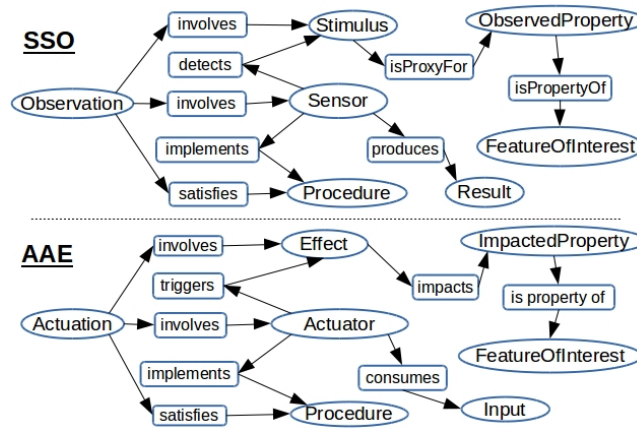 SSO
involves
Stimulus
ObservedProperty
detects
isProxyFor
Observation
involves
Sensor
isPropertyOf
implements
produces
FeatureOfInterest
satisfies
Procedure
Result
AAE
involves
Effect
ImpactedProperty
triggers
impacts
is property of
Actuation
involves
Actuator
FeatureOfInterest
implements
consumes
satisfies
Procedure
Input